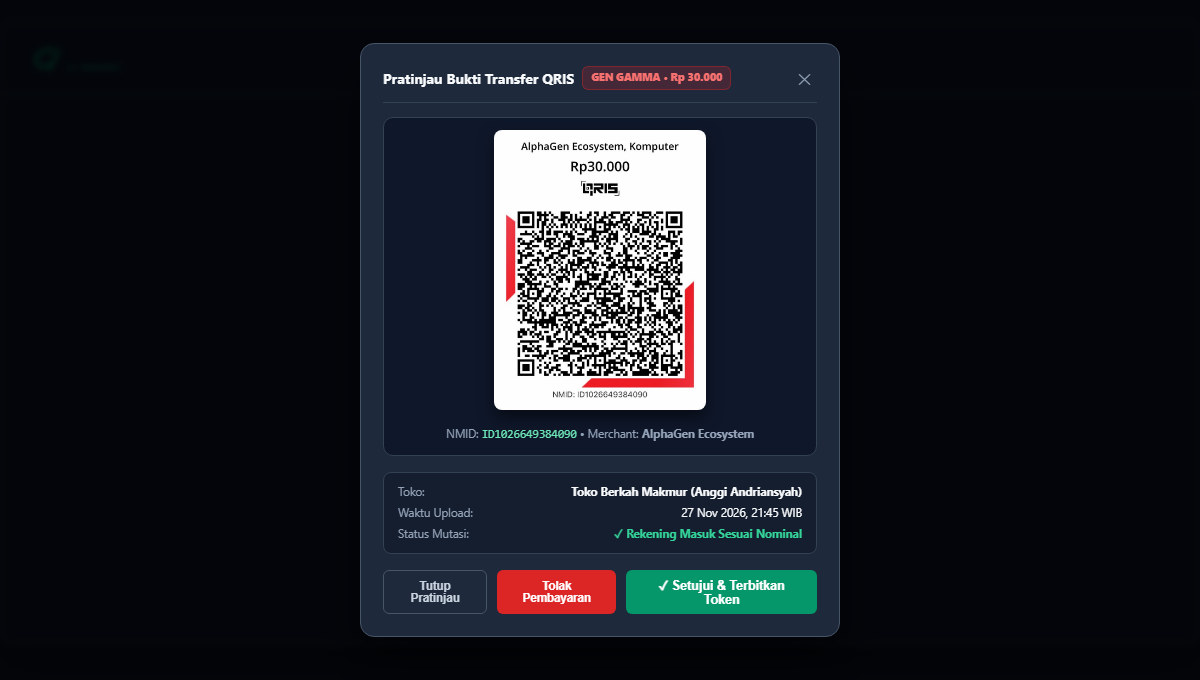 Pratinjau Bukti Transfer QRIS
GEN GAMMA • Rp 30.000
AlphaGen Ecosystem, Komputer
Rp30.000
QRIS
NMID: ID1026649384090
NMID: ID1026649384090 • Merchant: AlphaGen Ecosystem
Toko: Toko Berkah Makmur (Anggi Andriansyah)
Waktu Upload: 27 Nov 2026, 21:45 WIB
Status Mutasi: ✓ Rekening Masuk Sesuai Nominal
Tutup
Pratinjau
Tolak
Pembayaran
✓ Setujui & Terbitkan
Token